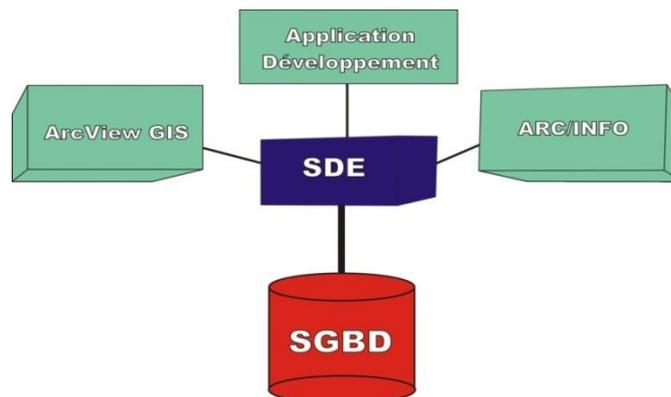 Application
Développement
ArcView GIS
ARC/INFO
SDE
SGBD